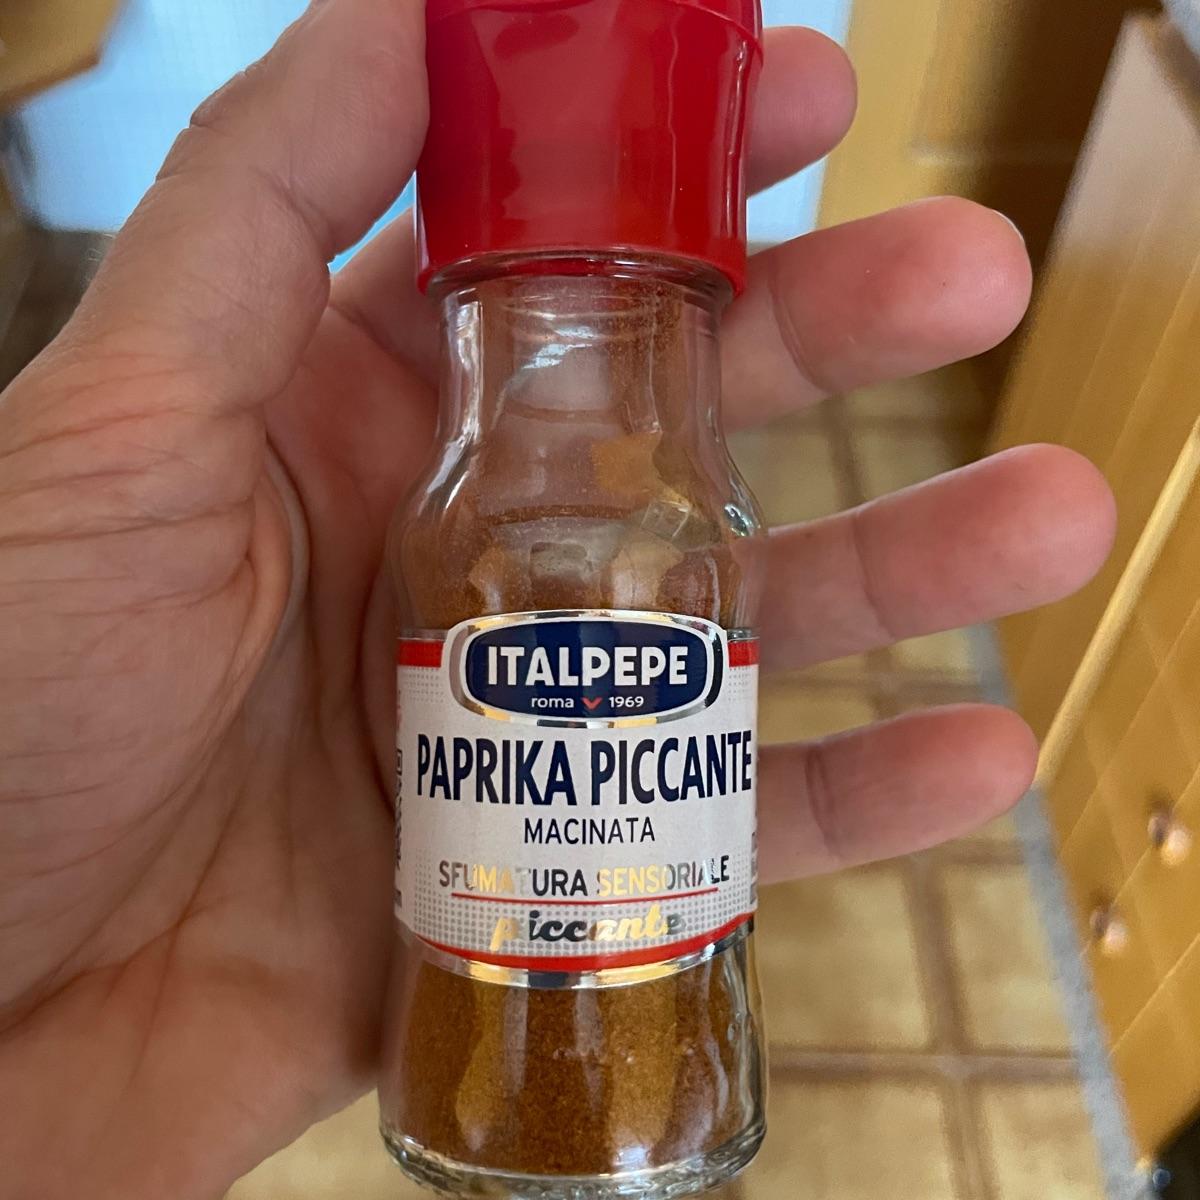 ITALPEPE
roma 1969
PAPRIKA PICCANTE
MACINATA
SFUMATURA SENSORIALE
piccante